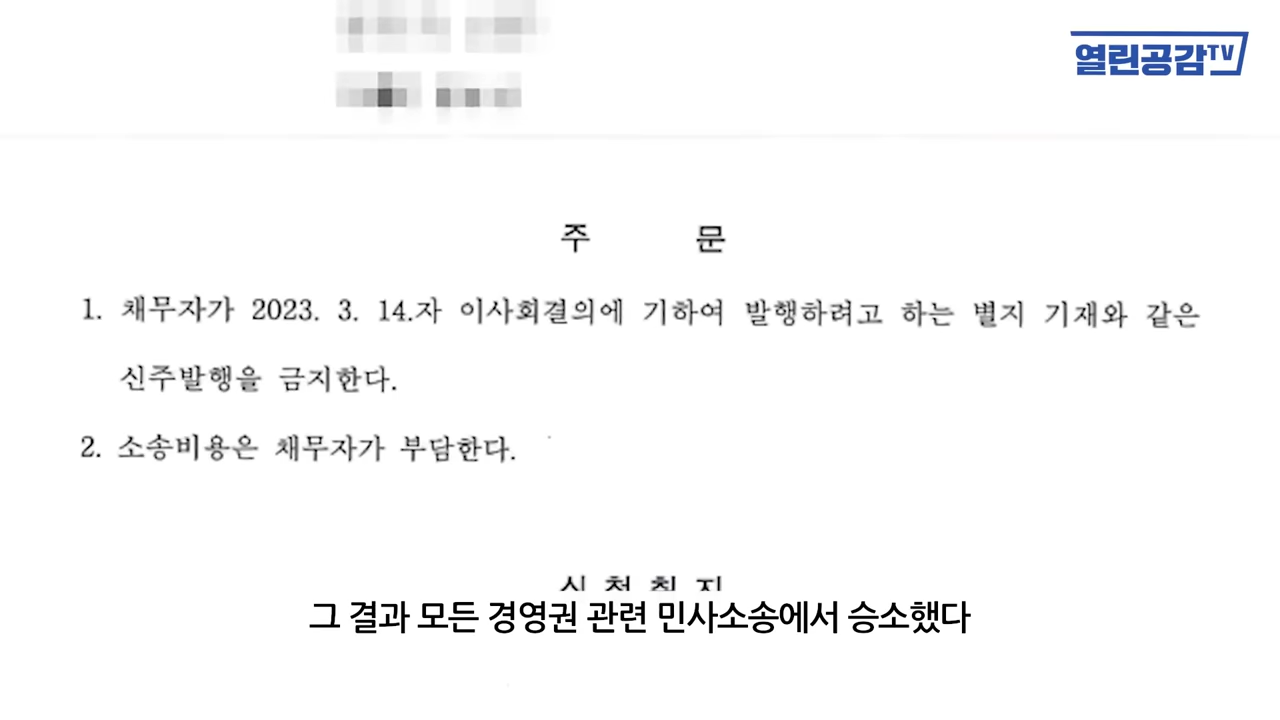 열린공감TV
주 문
1. 채무자가 2023. 3. 14.자 이사회결의에 기하여 발행하려고 하는 별지 기재와 같은
신주발행을 금지한다.
2. 소송비용은 채무자가 부담한다.
신 청 취 지
그 결과 모든 경영권 관련 민사소송에서 승소했다